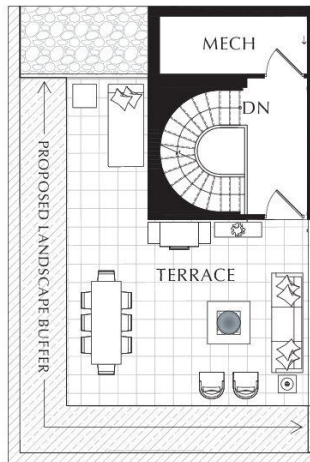 MECH
DN
PROPOSED LANDSCAPE BUFFER
TERRACE